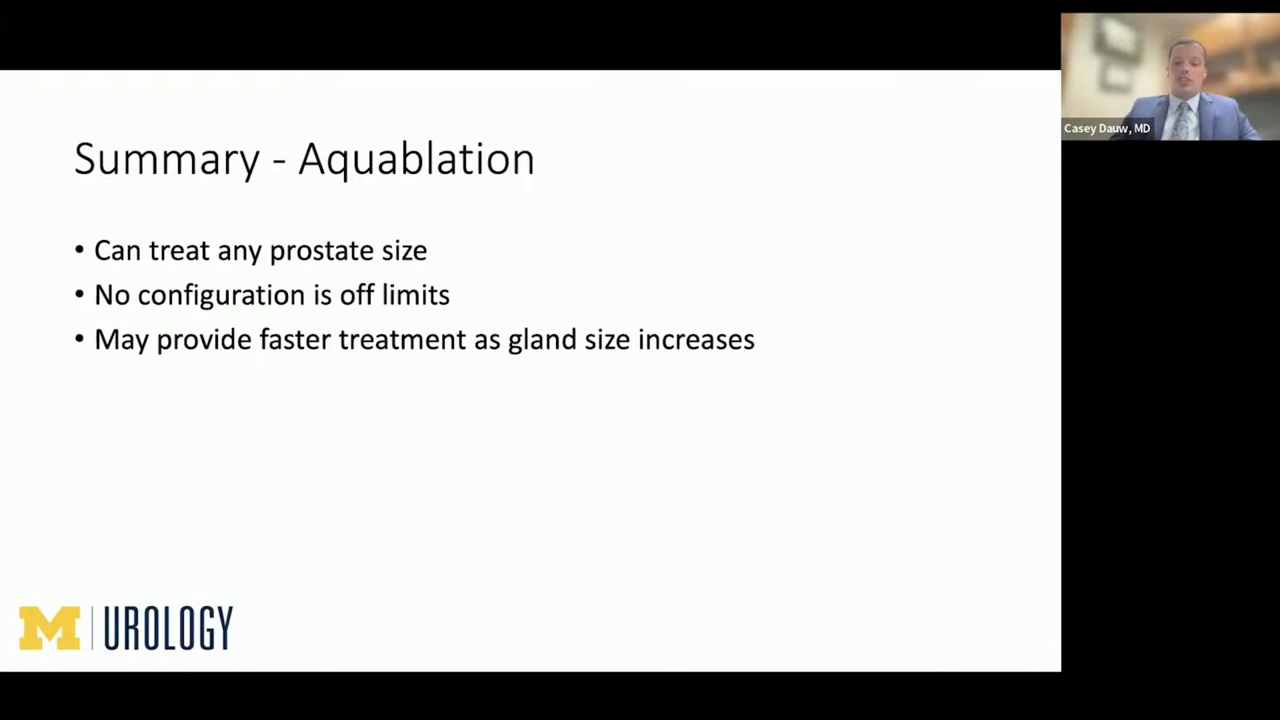 Casey Dauw, MD
Summary - Aquablation
• Can treat any prostate size
• No configuration is off limits
• May provide faster treatment as gland size increases
M | UROLOGY